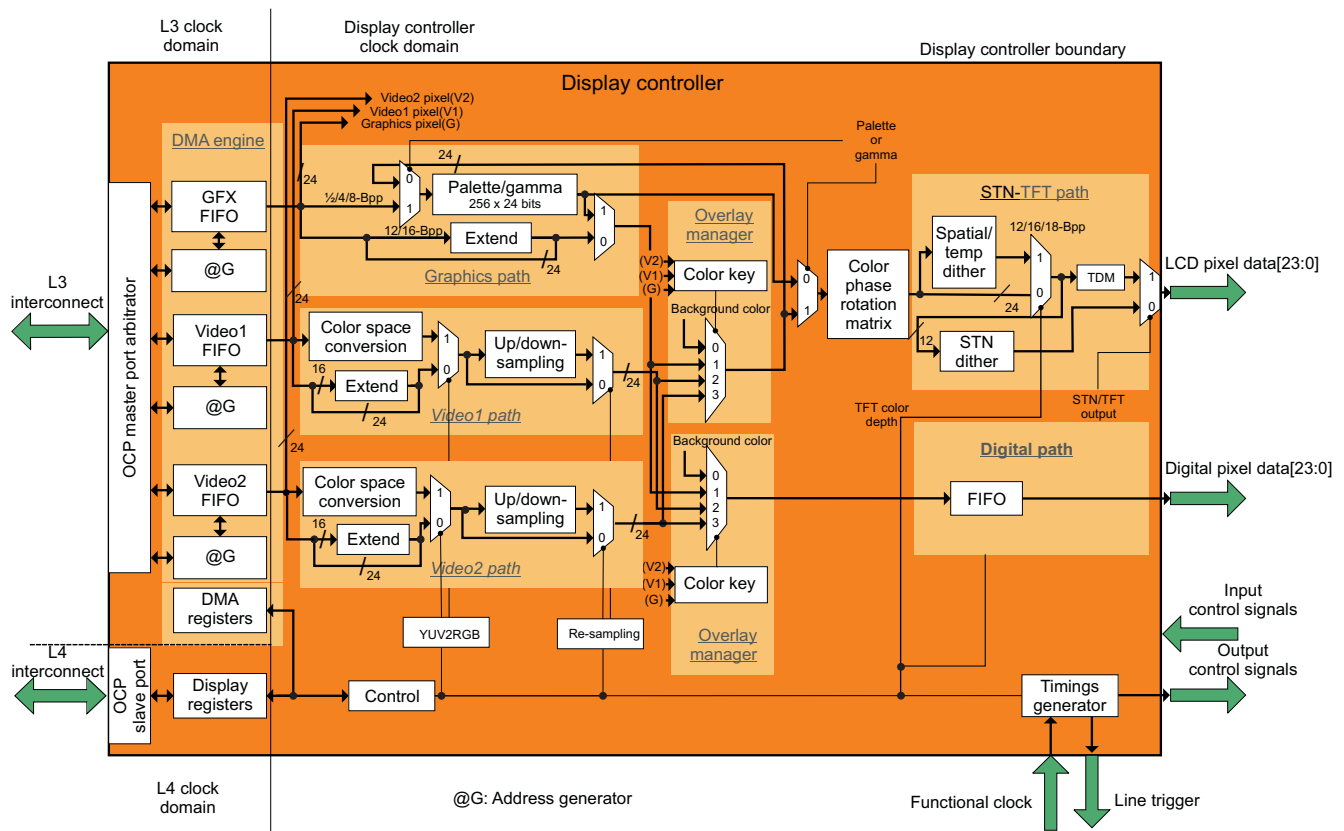 L3 clock
domain
Display controller
clock domain
Display controller boundary
Display controller
Video2 pixel(V2)
Video1 pixel(V1)
Graphics pixel(G)
DMA engine
Palette
or
gamma
24
24
0
1
½/4/8-Bpp
Palette/gamma
256 x 24 bits
1
0
12/16-Bpp
Extend
24
Graphics path
GFX
FIFO
@G
L3
interconnect
OCP master port arbitrator
Overlay
manager
(V2)
(V1)
(G)
Color key
0
1
Color
phase
rotation
matrix
STN-TFT path
12/16/18-Bpp
Spatial/
temp
dither
1
0
24
TDM
1
0
12
STN
dither
LCD pixel data[23:0]
24
Video1
FIFO
@G
Color space
conversion
1
0
16
Extend
24
Up/down-
sampling
1
0
24
Video1 path
Background color
0
1
2
3
TFT color
depth
STN/TFT
output
24
Video2
FIFO
@G
Color space
conversion
1
0
16
Extend
24
Up/down-
sampling
1
0
24
Video2 path
Background color
0
1
2
3
(V2)
(V1)
(G)
Color key
Overlay
manager
Digital path
FIFO
Digital pixel data[23:0]
DMA
registers
YUV2RGB
Re-sampling
Input
control signals
L4
interconnect
OCP
slave port
Display
registers
Control
Timings
generator
Output
control signals
L4 clock
domain
@G: Address generator
Functional clock
Line trigger